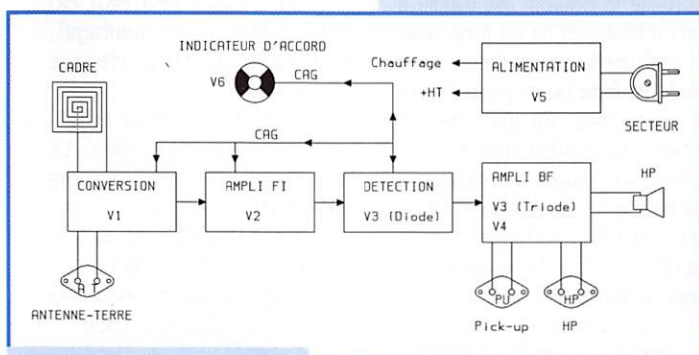 INDICATEUR D'ACCORD
CADRE
V6
CAG
Chauffage
+HT
ALIMENTATION
V5
SECTEUR
CAG
CONVERSION
V1
AMPLI FI
V2
DETECTION
V3 (Diode)
AMPLI BF
V3 (Triode)
V4
HP
A T
ANTENNE-TERRE
PU
HP
Pick-up
HP